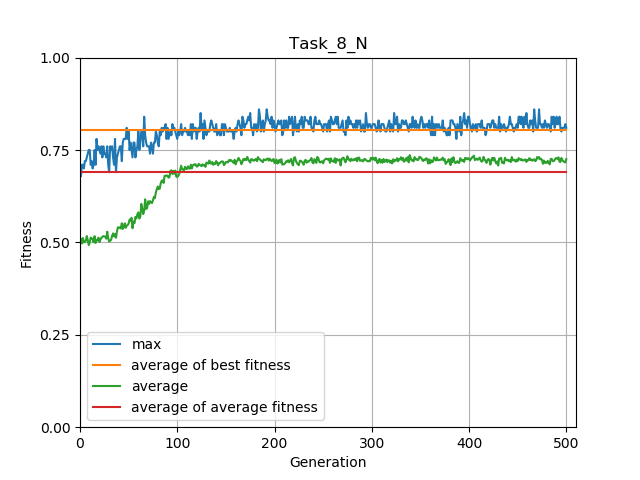 Task_8_N
1.00
0.75
0.50
0.25
0.00
Fitness
max
average of best fitness
average
average of average fitness
0 100 200 300 400 500
Generation